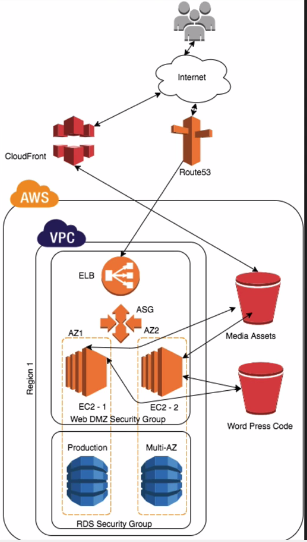 Internet
CloudFront
Route53
AWS
VPC
ELB
ASG
AZ1
AZ2
Media Assets
EC2 - 1
EC2 - 2
Web DMZ Security Group
Word Press Code
Region 1
Production
Multi-AZ
RDS Security Group